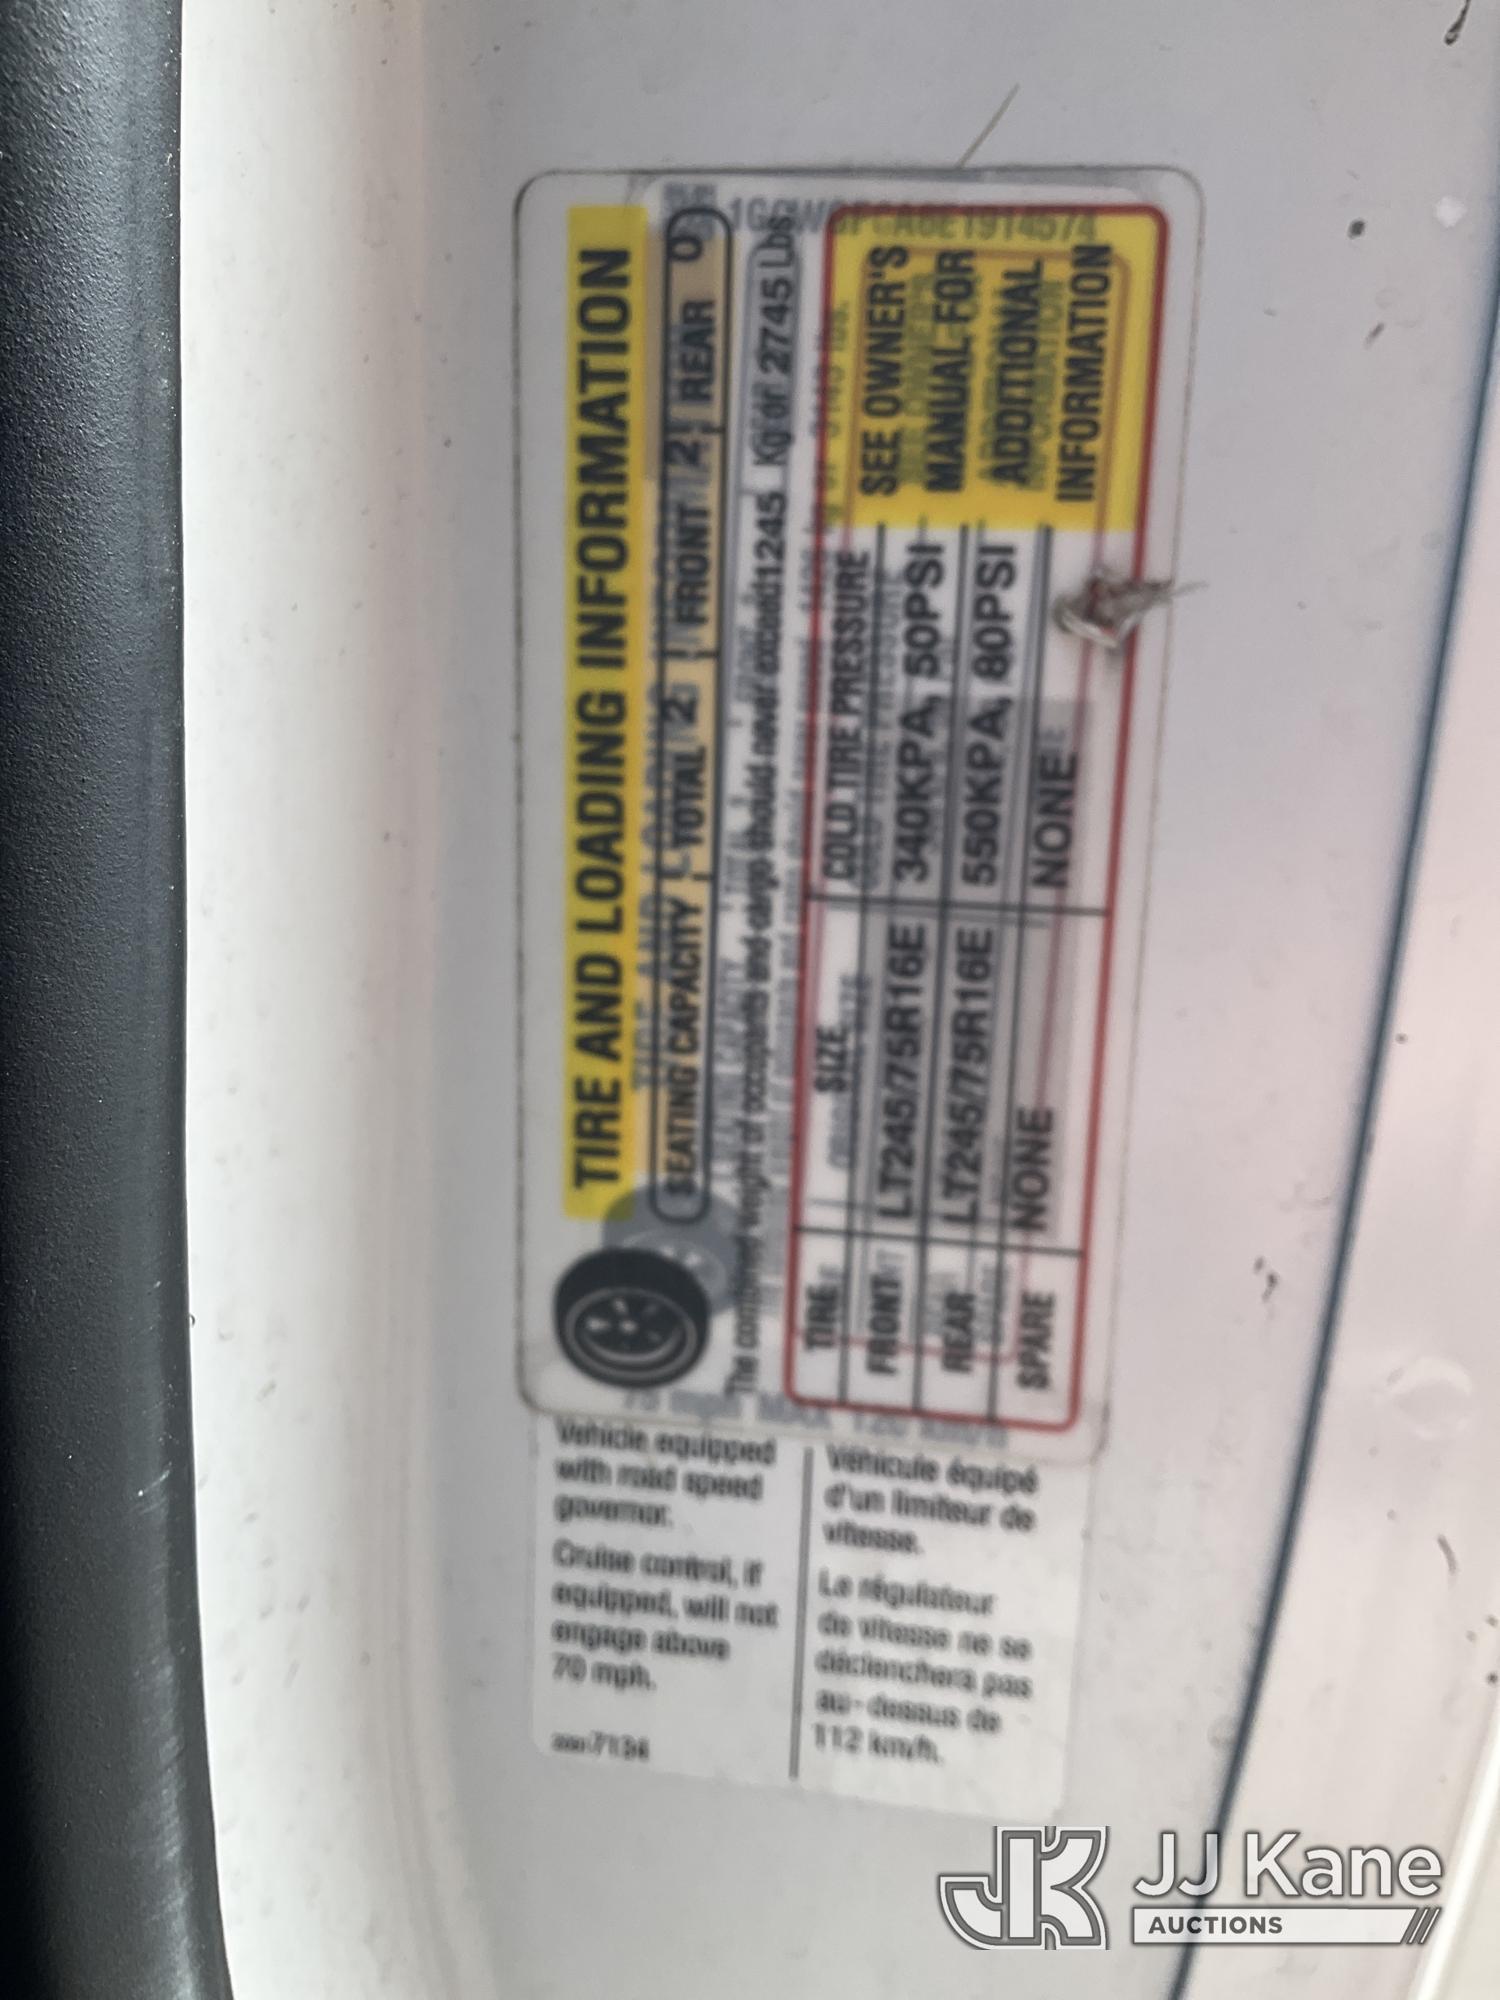 TIRE AND LOADING INFORMATION
SEATING CAPACITY TOTAL 2 FRONT 2 REAR 0
The combined weight of occupants and cargo should never exceed 1245 Kg or 2745 Lbs
TIRE SIZE COLD TIRE PRESSURE
FRONT LT245/75R16E 340KPA, 50PSI
REAR LT245/75R16E 550KPA, 80PSI
SPARE NONE NONE
SEE OWNER'S
MANUAL FOR
ADDITIONAL
INFORMATION
Vehicle equipped
with road speed
governor.
Cruise control, if
equipped, will not
engage above
70 mph.
Véhicule équipé
d'un limiteur de
vitesse.
Le régulateur
de vitesse ne se
déclenchera pas
au-dessus de
112 km/h.
JJ Kane
AUCTIONS